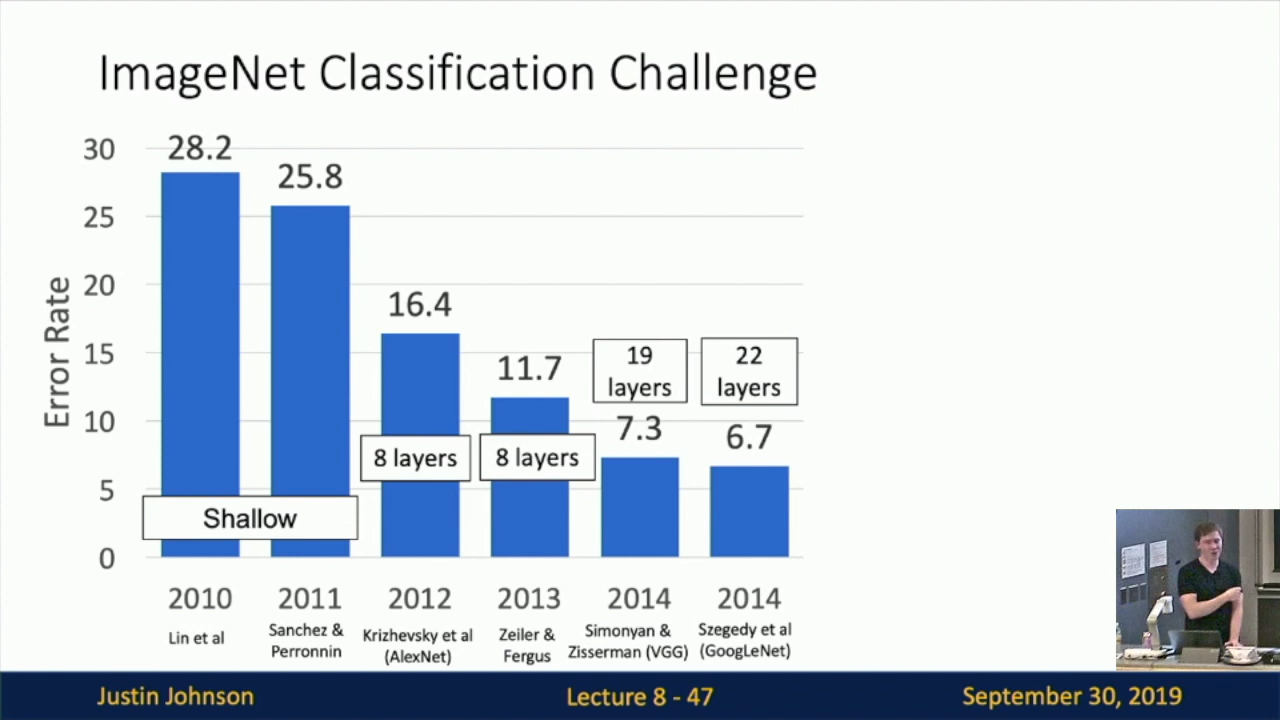 ImageNet Classification Challenge
Error Rate
30
25
20
15
10
5
0
28.2
25.8
16.4
11.7
7.3
6.7
19
layers
22
layers
8 layers
8 layers
Shallow
2010
2011
2012
2013
2014
2014
Lin et al
Sanchez &
Perronnin
Krizhevsky et al
(AlexNet)
Zeiler &
Fergus
Simonyan &
Zisserman (VGG)
Szegedy et al
(GoogLeNet)
Justin Johnson
Lecture 8 - 47
September 30, 2019